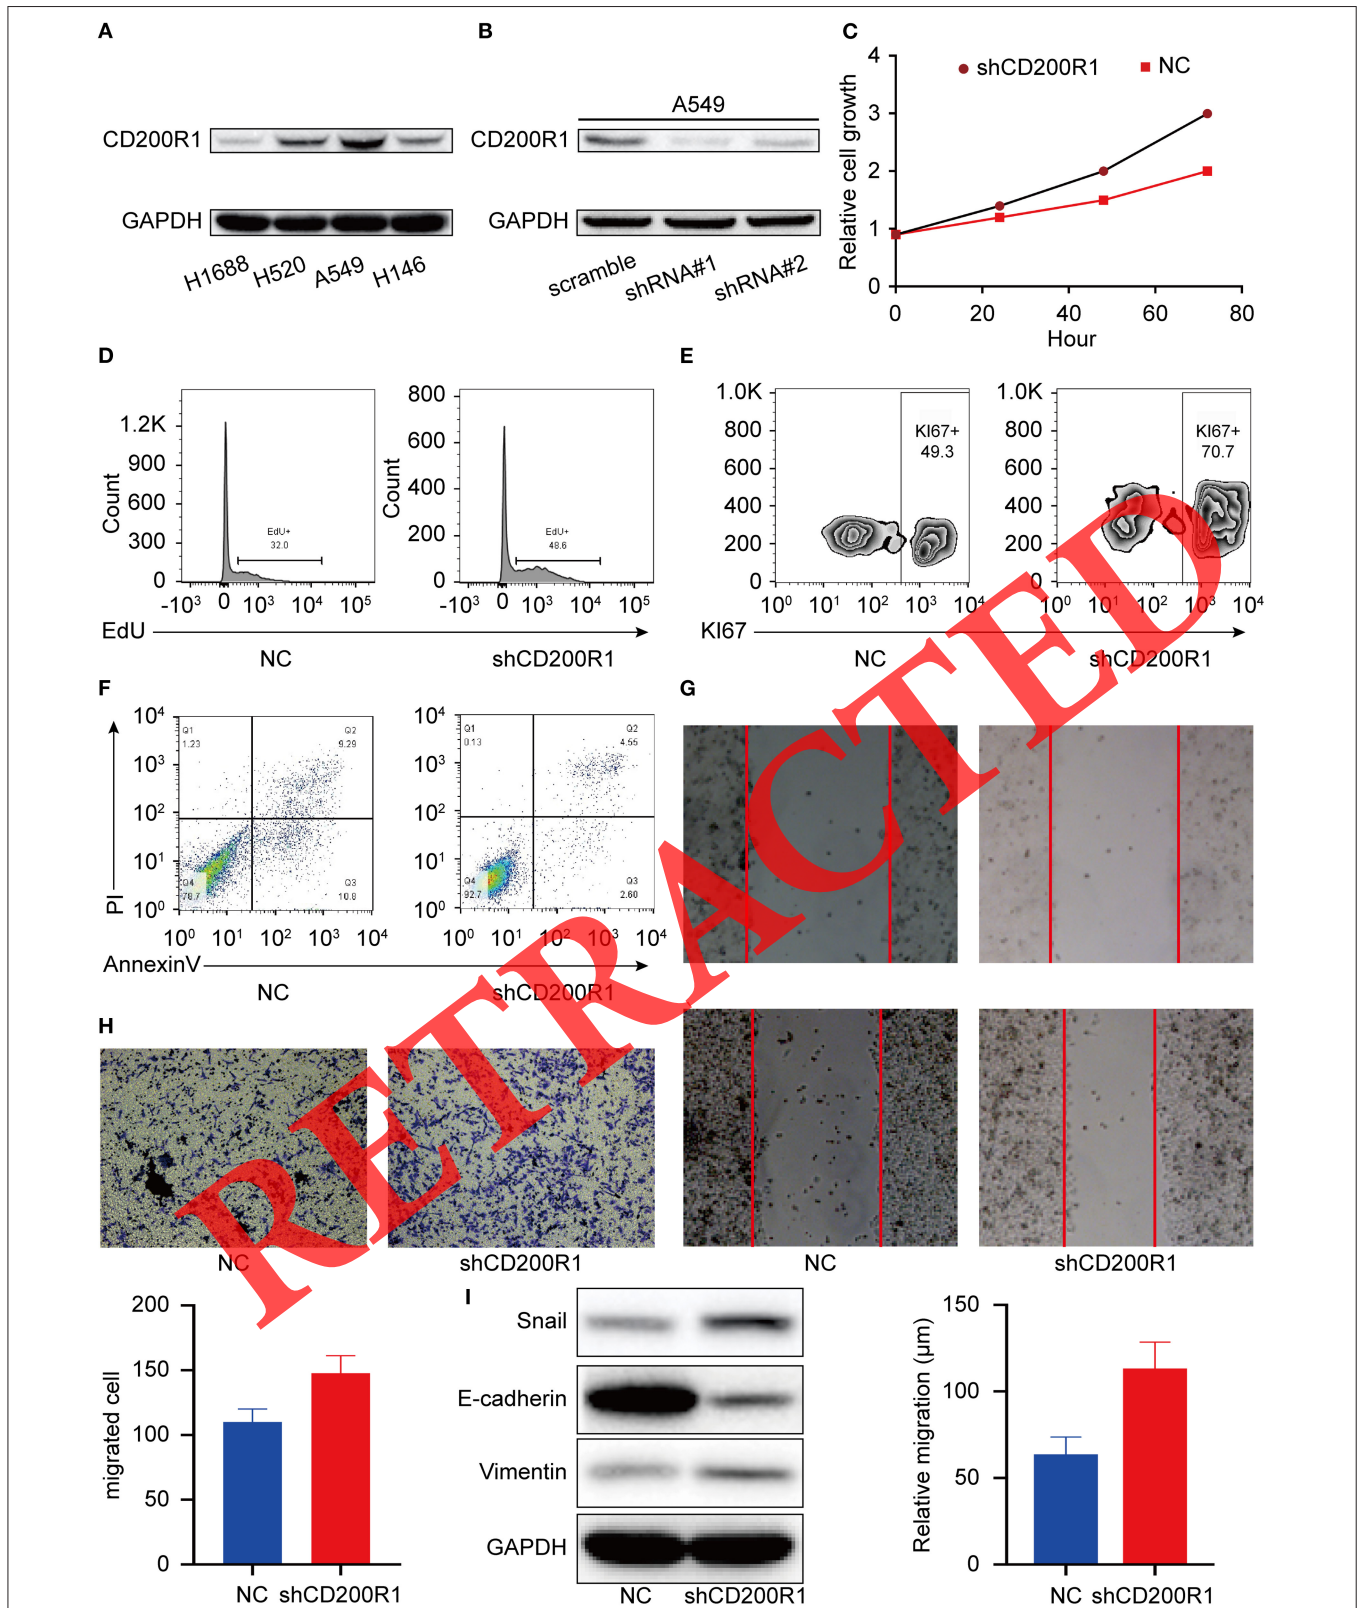 A
CD200R1
GAPDH
H1688 H520 A549 H146
B
A549
CD200R1
GAPDH
scramble shRNA#1 shRNA#2
C
shCD200R1 NC
Relative cell growth
4
3
2
1
0
0 20 40 60 80
Hour
D
Count
1.2K
900
600
300
0
EdU+
32.0
-10³ 0 10³ 10⁴ 10⁵
Count
800
600
400
200
0
EdU+
48.6
-10³ 0 10³ 10⁴ 10⁵
EdU
NC shCD200R1
E
1.0K
800
600
400
200
0
KI67+
49.3
10⁰ 10¹ 10² 10³ 10⁴
1.0K
800
600
400
200
0
KI67+
70.7
10⁰ 10¹ 10² 10³ 10⁴
KI67
NC shCD200R1
F
PI
10⁴
10³
10²
10¹
10⁰
Q1
1.23
Q2
9.29
Q4
78.7
Q3
10.8
10⁰ 10¹ 10² 10³ 10⁴
10⁴
10³
10²
10¹
10⁰
Q1
0.13
Q2
4.55
Q4
92.7
Q3
2.60
10⁰ 10¹ 10² 10³ 10⁴
AnnexinV
NC shCD200R1
G
NC shCD200R1
H
NC shCD200R1
migrated cell
200
150
100
50
0
NC shCD200R1
I
Snail
E-cadherin
Vimentin
GAPDH
NC shCD200R1
Relative migration (μm)
150
100
50
0
NC shCD200R1
RETRACTED